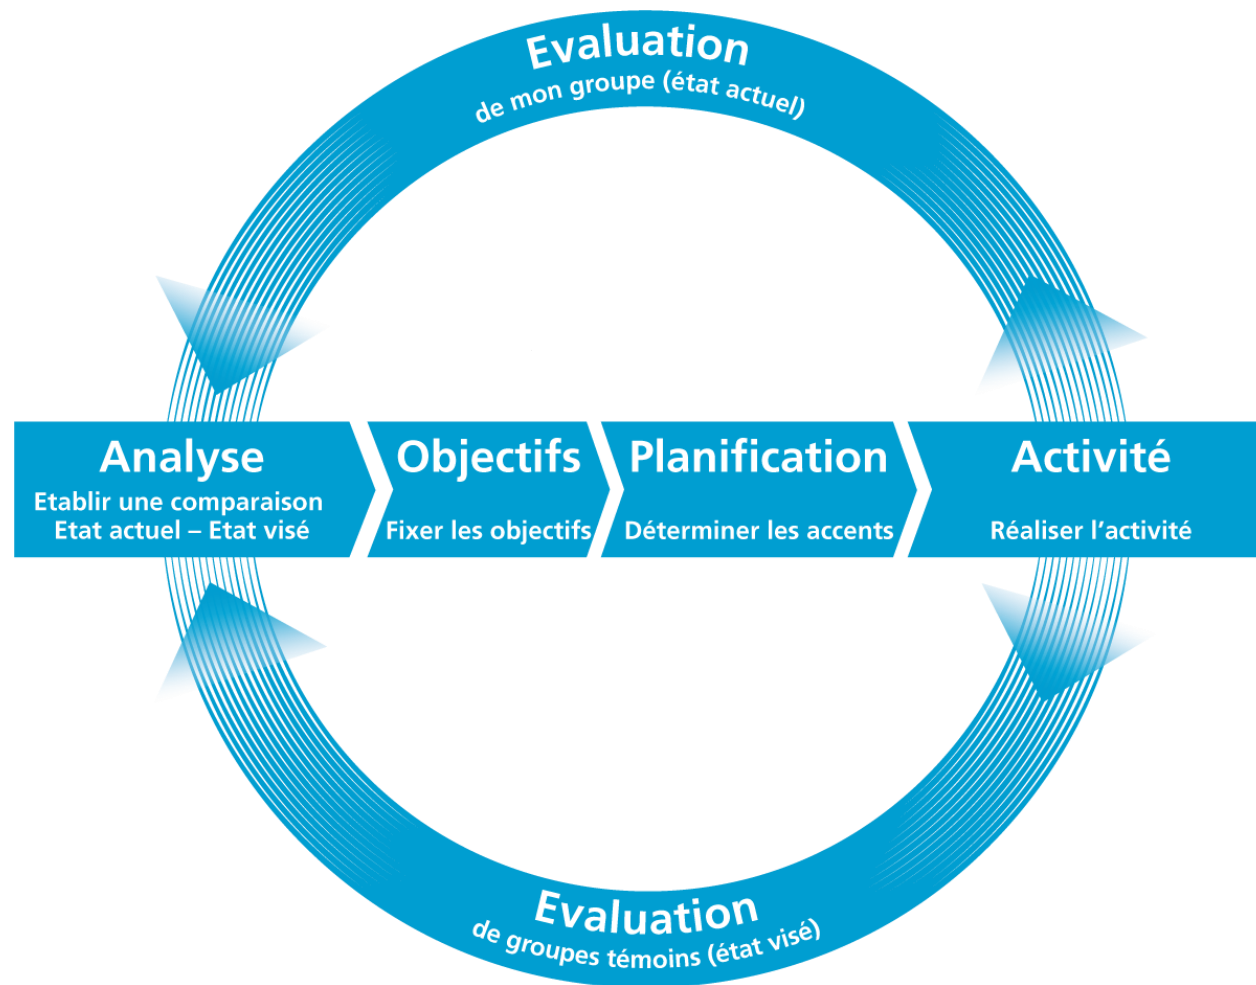 Evaluation
de mon groupe (état actuel)
Analyse
Etablir une comparaison
Etat actuel – Etat visé
Objectifs
Fixer les objectifs
Planification
Déterminer les accents
Activité
Réaliser l’activité
Evaluation
de groupes témoins (état visé)